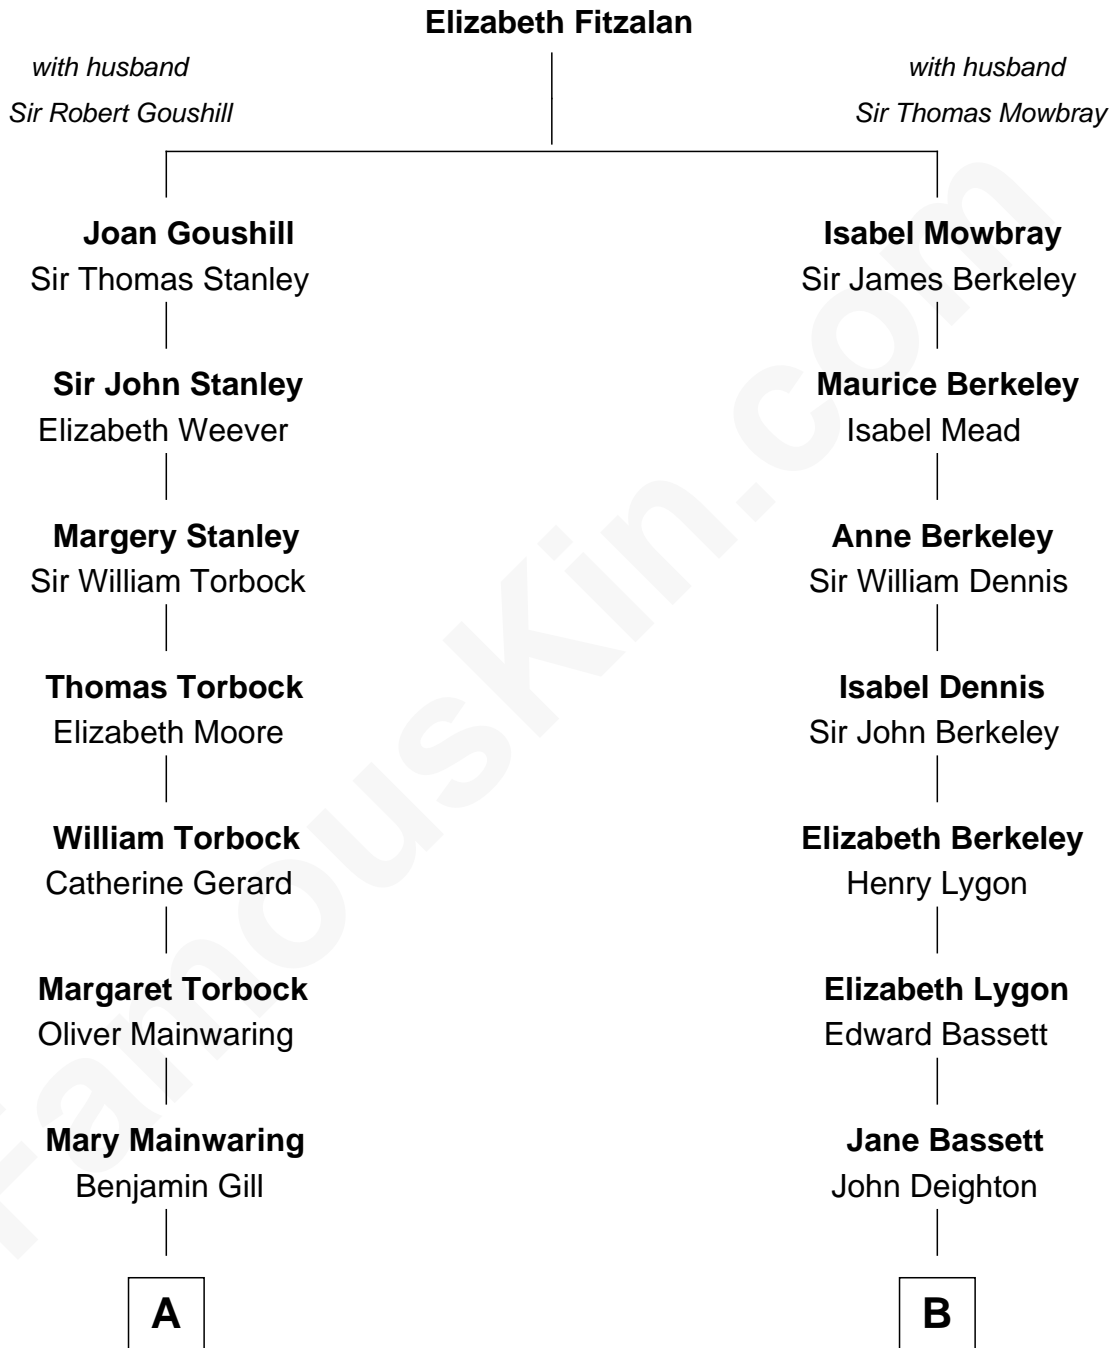 Elizabeth Fitzalan
with husband
Sir Robert Goushill
with husband
Sir Thomas Mowbray
Joan Goushill
Sir Thomas Stanley
Isabel Mowbray
Sir James Berkeley
Sir John Stanley
Elizabeth Weever
Maurice Berkeley
Isabel Mead
Margery Stanley
Sir William Torbock
Anne Berkeley
Sir William Dennis
Thomas Torbock
Elizabeth Moore
Isabel Dennis
Sir John Berkeley
William Torbock
Catherine Gerard
Elizabeth Berkeley
Henry Lygon
Margaret Torbock
Oliver Mainwaring
Elizabeth Lygon
Edward Bassett
Mary Mainwaring
Benjamin Gill
Jane Bassett
John Deighton
A
B
FamousKin.com